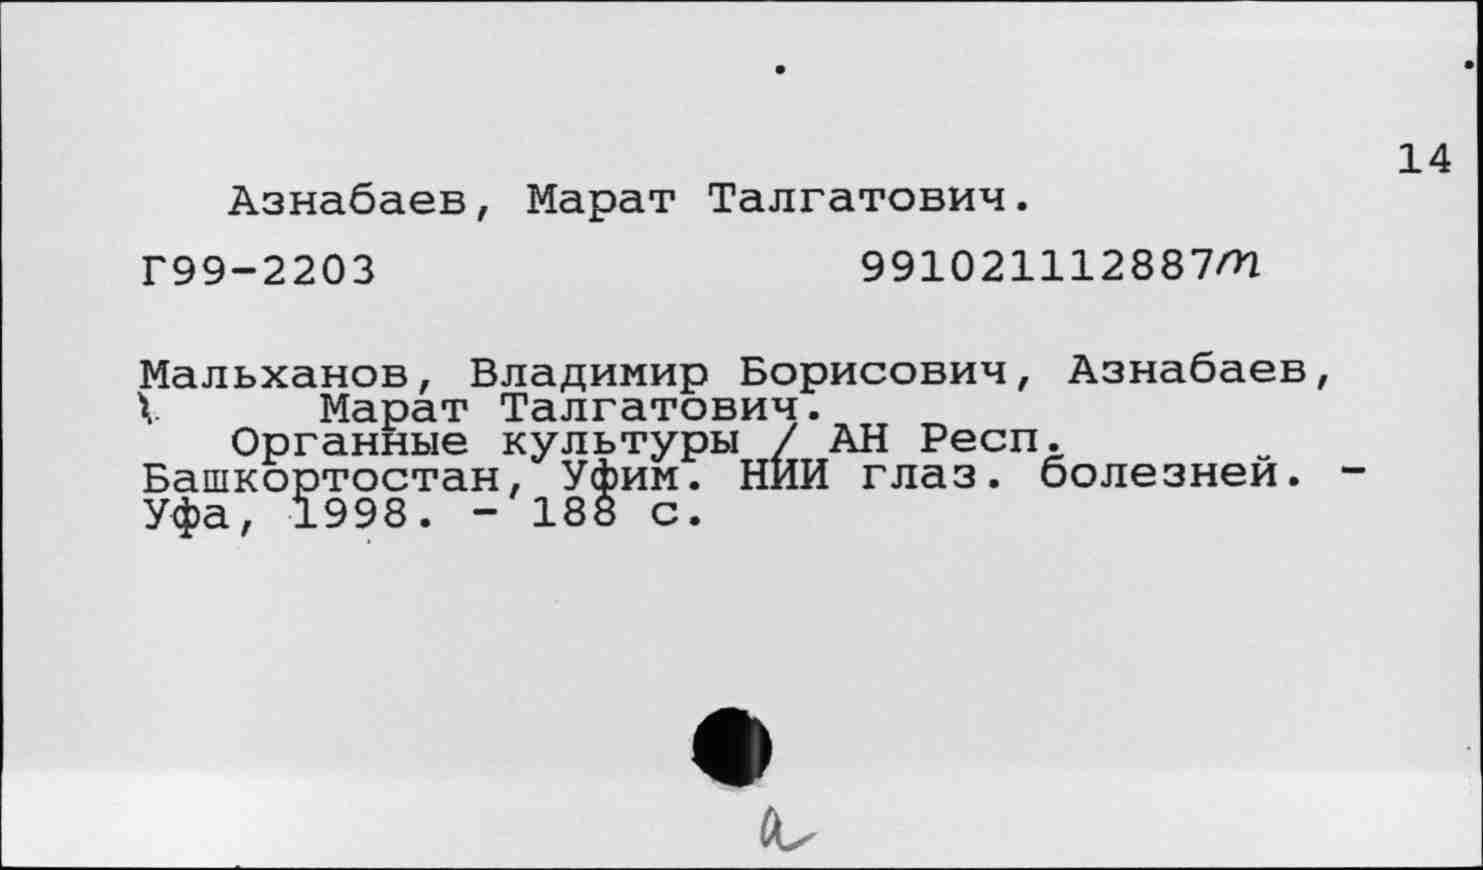 14
Азнабаев, Марат Талгатович.
Г99-2203 991021112887m
Мальханов, Владимир Борисович, Азнабаев,
Марат Талгатович.
Органные культуры / АН Респ.
Башкортостан, Уфим. НИИ глаз. болезней. -
Уфа, 1998. - 188 с.
а